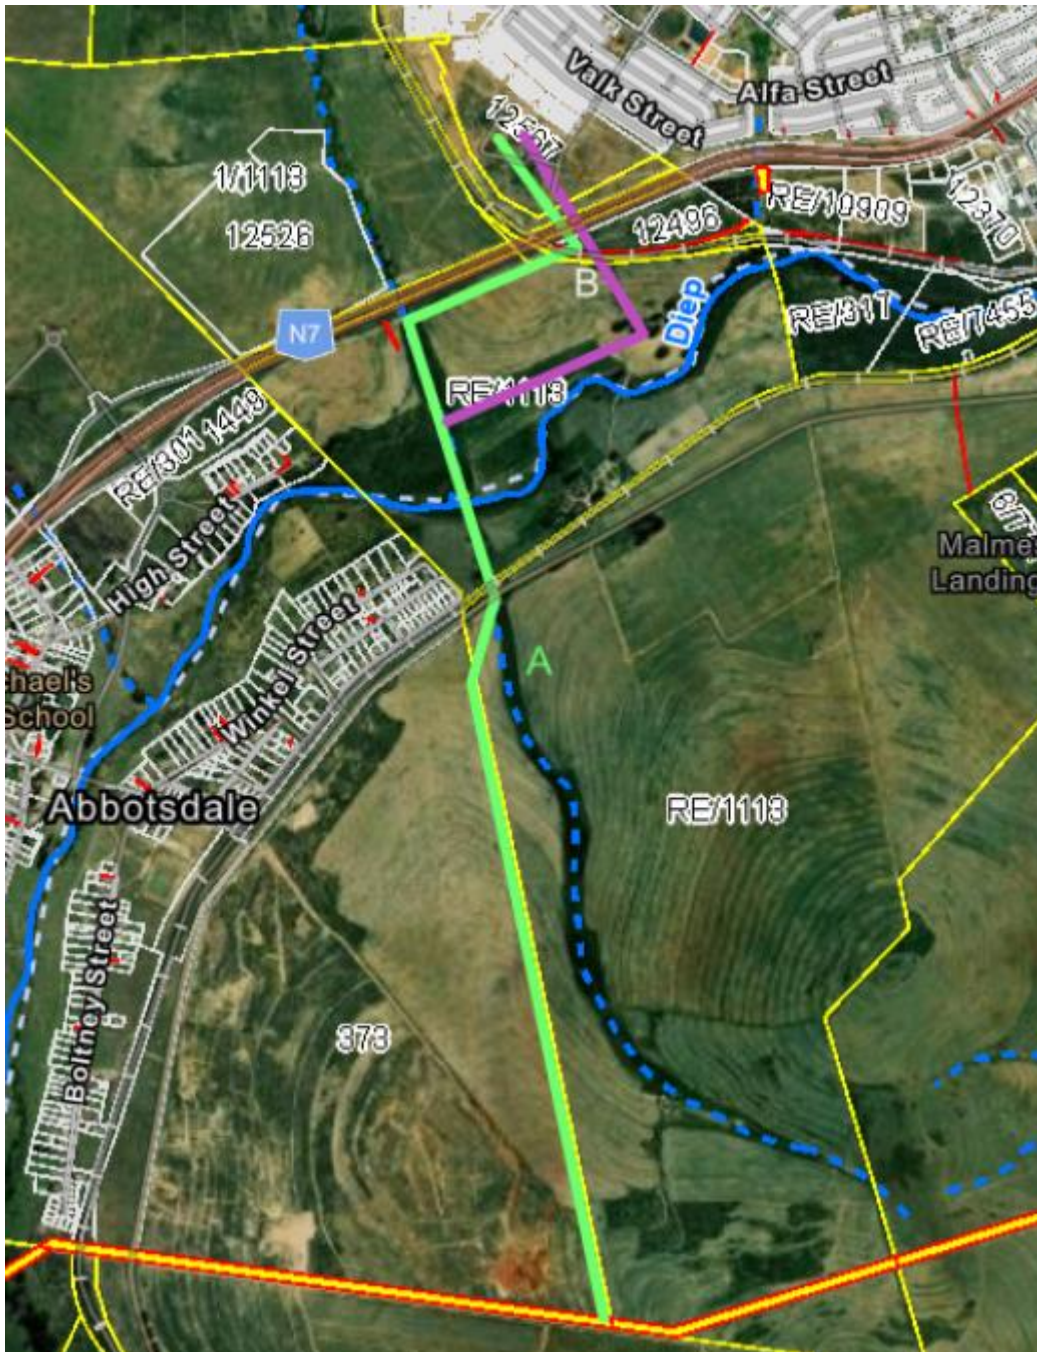 Valk Street
Alfa Street
12567
1/1113
12526
RE/10909
12370
12496
B
Diep
RE/317
RE/7455
N7
RE/1113
1449
RE/301
High Street
Malmes
Landing
A
Winkel Street
chael's
School
Abbotsdale
RE/1113
Boltney Street
373